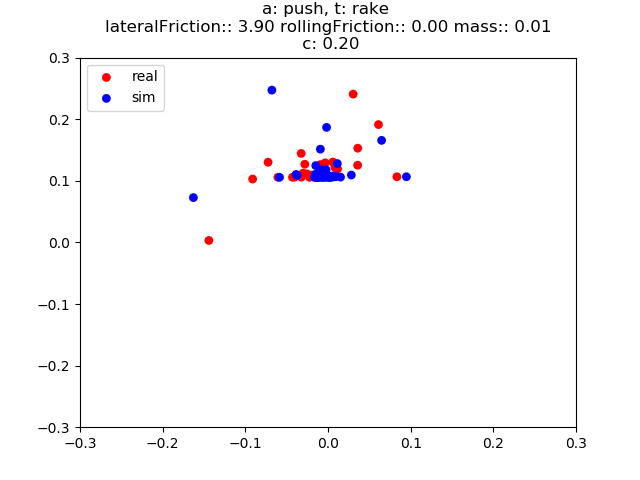 a: push, t: rake
lateralFriction:: 3.90 rollingFriction:: 0.00 mass:: 0.01
c: 0.20
real
sim
0.3
0.2
0.1
0.0
−0.1
−0.2
−0.3
−0.3
−0.2
−0.1
0.0
0.1
0.2
0.3